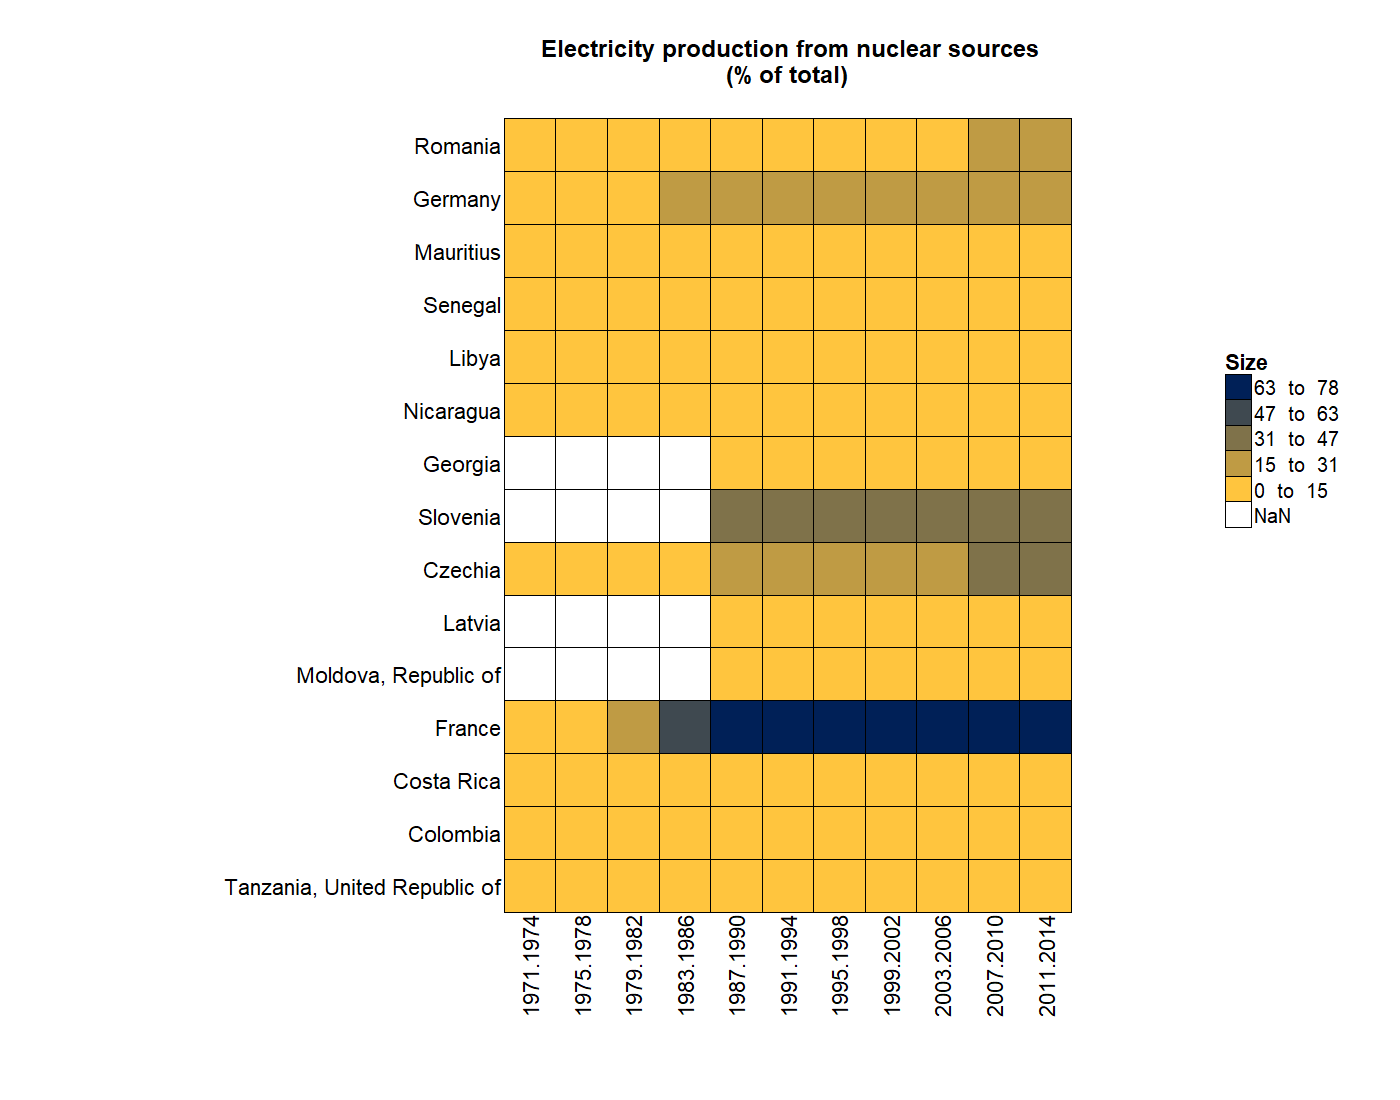 Electricity production from nuclear sources
(% of total)
Romania
Germany
Mauritius
Senegal
Libya
Nicaragua
Georgia
Slovenia
Czechia
Latvia
Moldova, Republic of
France
Costa Rica
Colombia
Tanzania, United Republic of
1971.1974
1975.1978
1979.1982
1983.1986
1987.1990
1991.1994
1995.1998
1999.2002
2003.2006
2007.2010
2011.2014
Size
63 to 78
47 to 63
31 to 47
15 to 31
0 to 15
NaN